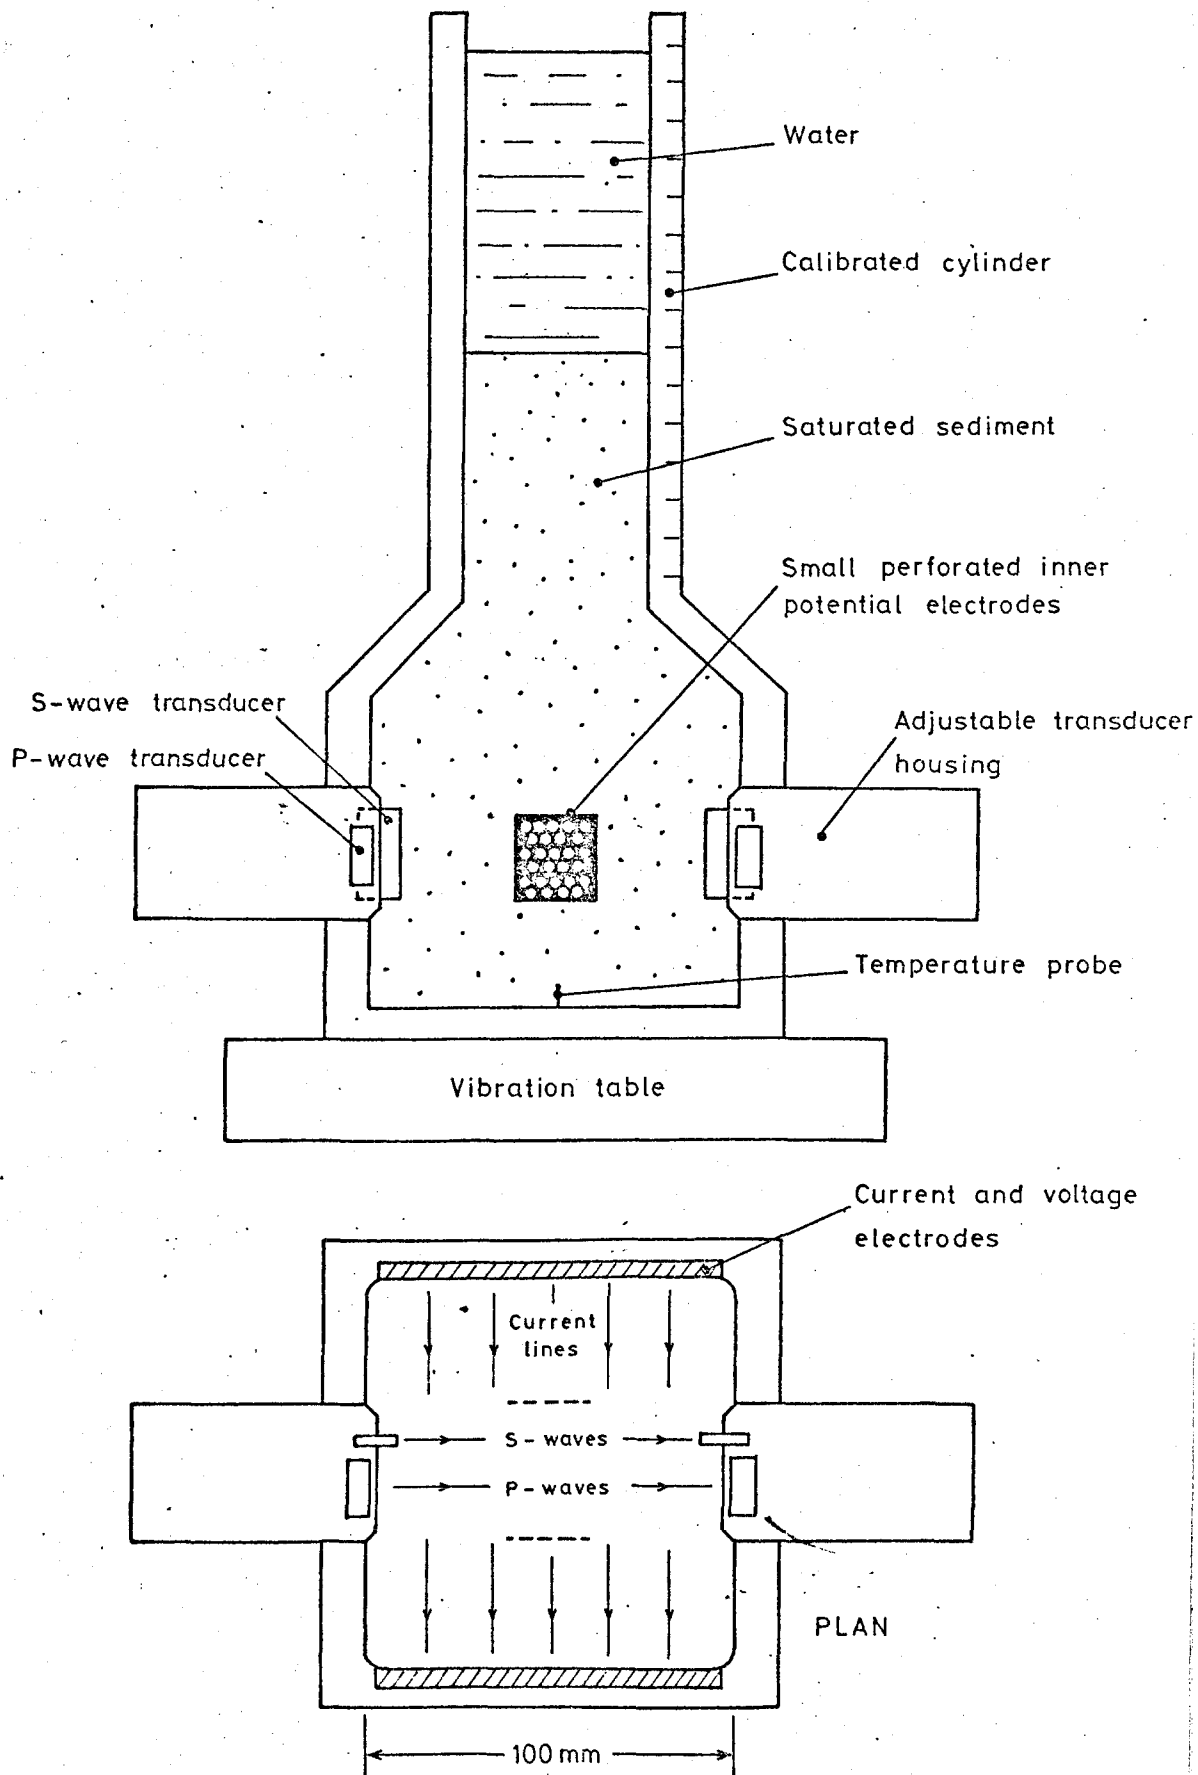 Water
Calibrated cylinder
Saturated sediment
Small perforated inner
potential electrodes
S-wave transducer
P-wave transducer
Adjustable transducer
housing
Temperature probe
Vibration table
Current and voltage
electrodes
Current
lines
S-waves
P-waves
PLAN
100 mm